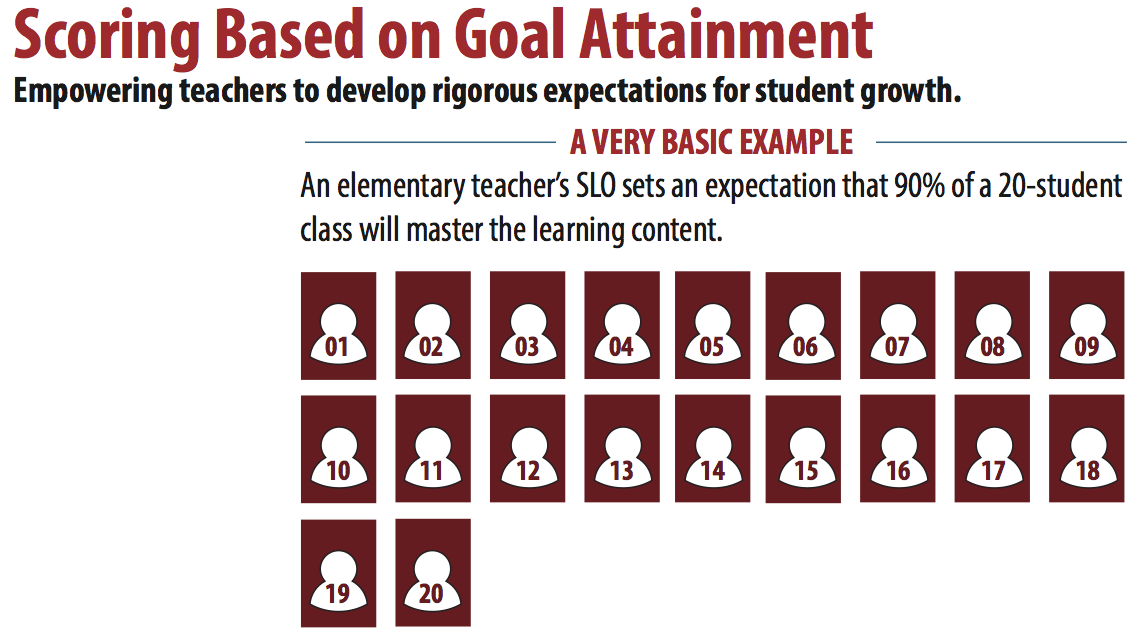 Scoring Based on Goal Attainment
Empowering teachers to develop rigorous expectations for student growth.
A VERY BASIC EXAMPLE
An elementary teacher’s SLO sets an expectation that 90% of a 20-student
class will master the learning content.
01 02 03 04 05 06 07 08 09
10 11 12 13 14 15 16 17 18
19 20